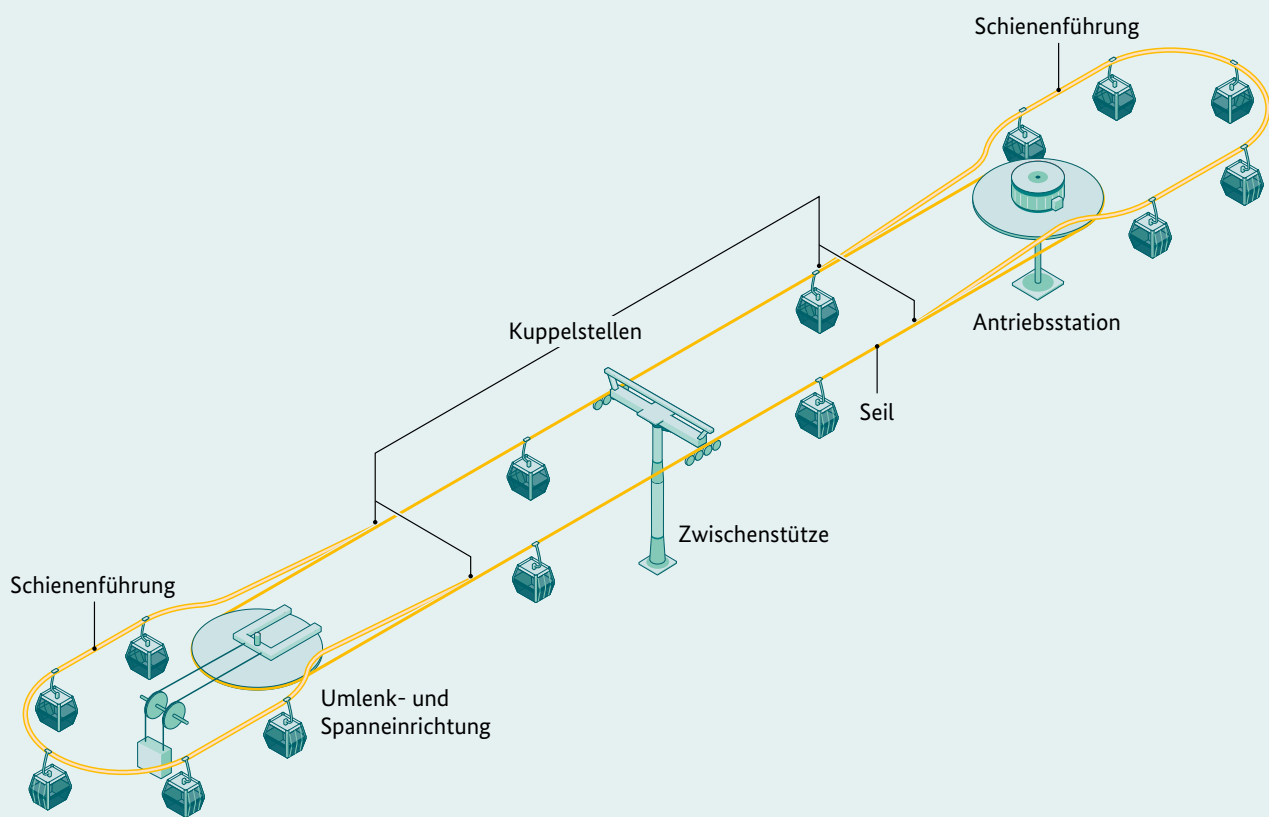 Schienenführung
Kuppelstellen
Antriebsstation
Seil
Zwischenstütze
Schienenführung
Umlenk- und
Spanneinrichtung